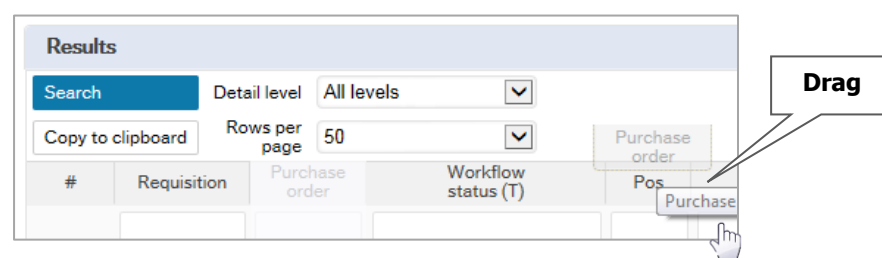 Results
Search Detail level All levels
Drag
Copy to clipboard Rows per page 50
Purchase order
# Requisition Purchase order Workflow status (T) Pos
Purchase